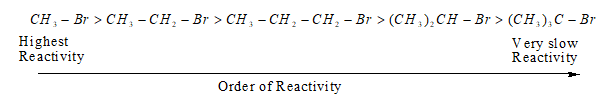 CH₃ – Br > CH₃ – CH₂ – Br > CH₃ – CH₂ – CH₂ – Br > (CH₃)₂CH – Br > (CH₃)₃C – Br
Highest Very slow
Reactivity Reactivity
Order of Reactivity